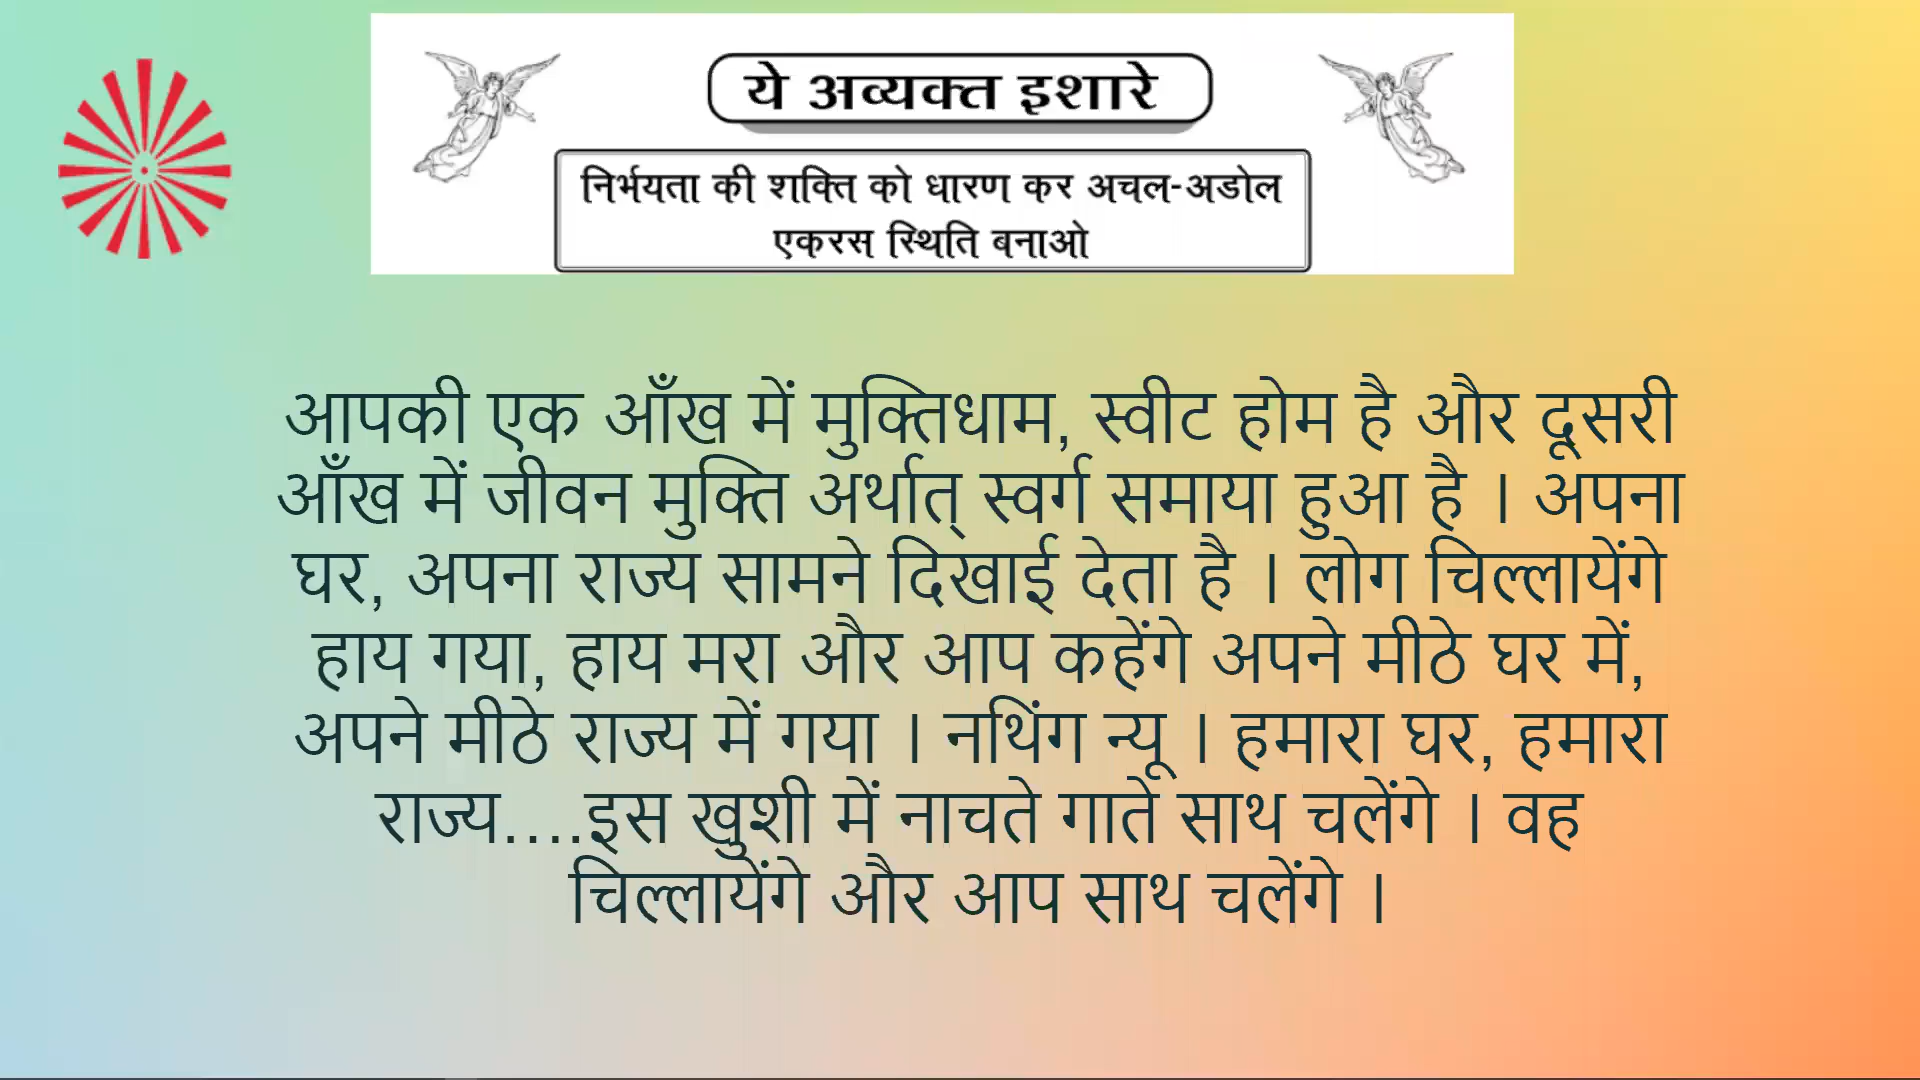 ये अव्यक्त इशारे
निर्भयता की शक्ति को धारण कर अचल-अडोल
एकरस स्थिति बनाओ
आपकी एक आँख में मुक्तिधाम, स्वीट होम है और दूसरी
आँख में जीवन मुक्ति अर्थात् स्वर्ग समाया हुआ है । अपना
घर, अपना राज्य सामने दिखाई देता है । लोग चिल्लायेंगे
हाय गया, हाय मरा और आप कहेंगे अपने मीठे घर में,
अपने मीठे राज्य में गया । नथिंग न्यू । हमारा घर, हमारा
राज्य....इस खुशी में नाचते गाते साथ चलेंगे । वह
चिल्लायेंगे और आप साथ चलेंगे ।